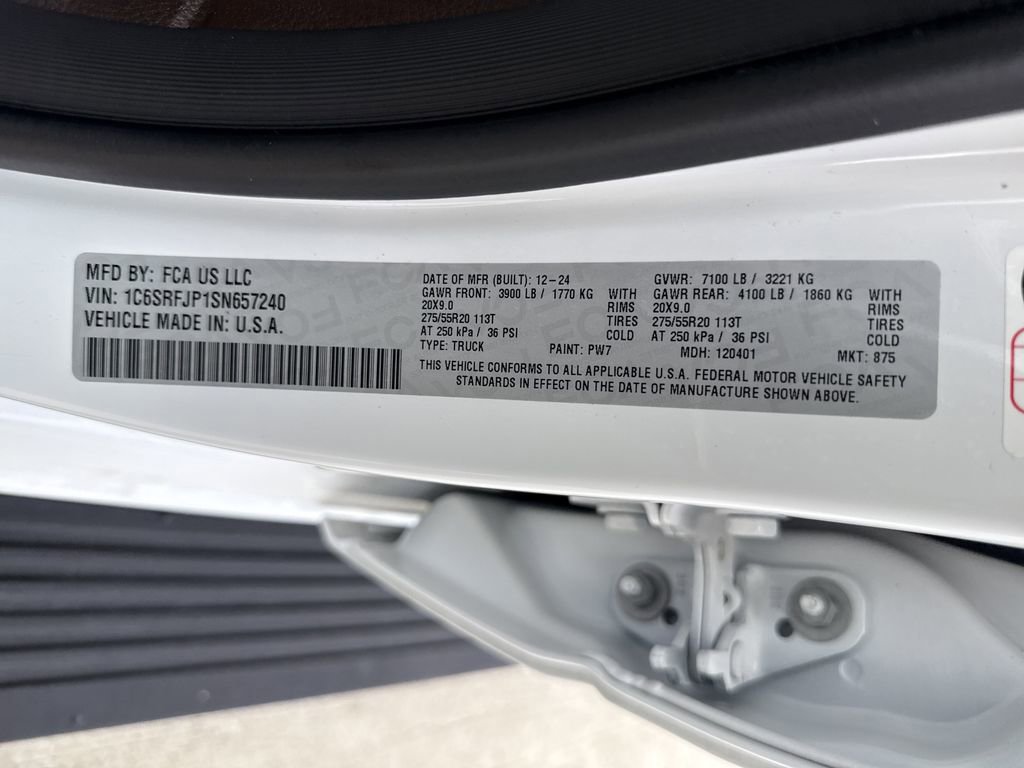 MFD BY: FCA US LLC
VIN: 1C6SRFJP1SN657240
VEHICLE MADE IN: U.S.A.
DATE OF MFR (BUILT): 12-24
GAWR FRONT: 3900 LB / 1770 KG WITH
20X9.0 RIMS
275/55R20 113T TIRES
AT 250 kPa / 36 PSI COLD
TYPE: TRUCK PAINT: PW7
GVWR: 7100 LB / 3221 KG
GAWR REAR: 4100 LB / 1860 KG WITH
20X9.0 RIMS
275/55R20 113T TIRES
AT 250 kPa / 36 PSI COLD
MDH: 120401 MKT: 875
THIS VEHICLE CONFORMS TO ALL APPLICABLE U.S.A. FEDERAL MOTOR VEHICLE SAFETY
STANDARDS IN EFFECT ON THE DATE OF MANUFACTURE SHOWN ABOVE.